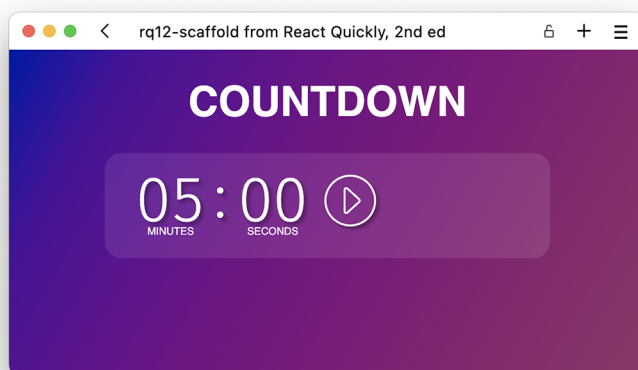 rq12-scaffold from React Quickly, 2nd ed
COUNTDOWN
05:00
MINUTES SECONDS